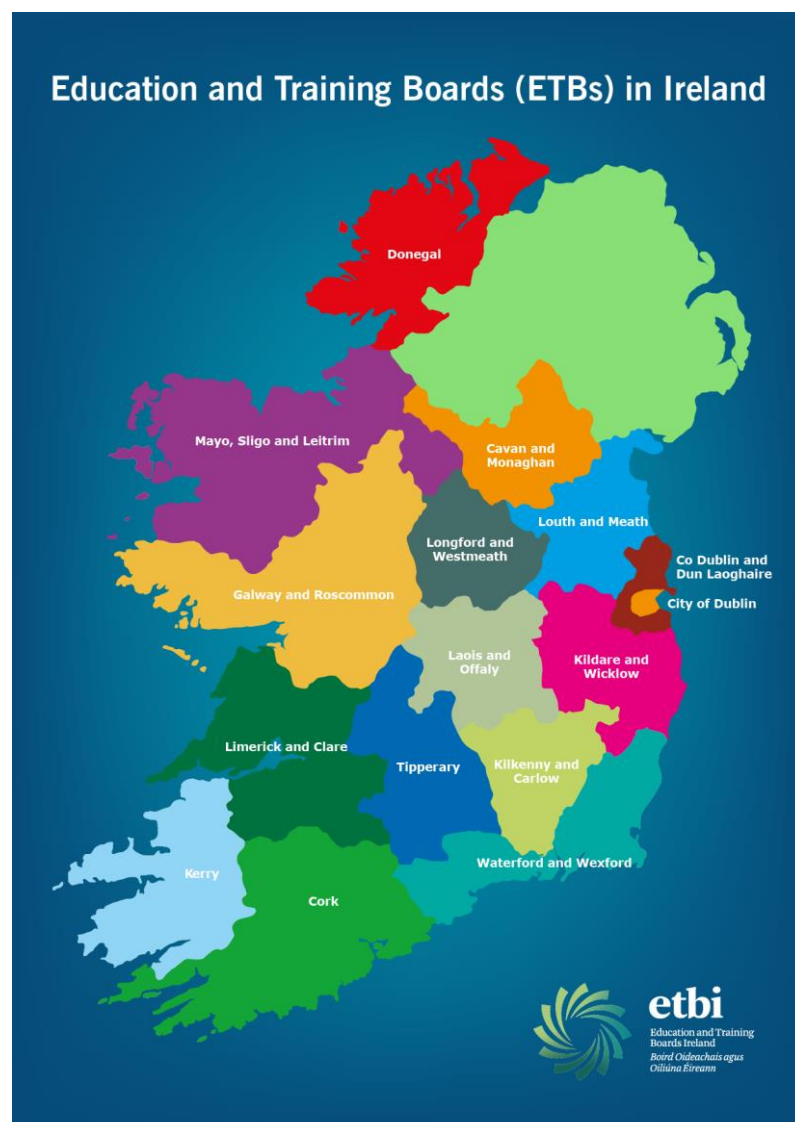 Education and Training Boards (ETBs) in Ireland
Donegal
Mayo, Sligo and Leitrim
Cavan and
Monaghan
Louth and Meath
Longford and
Westmeath
Co Dublin and
Dun Laoghaire
City of Dublin
Galway and Roscommon
Laois and
Offaly
Kildare and
Wicklow
Limerick and Clare
Tipperary
Kilkenny and
Carlow
Waterford and Wexford
Kerry
Cork
etbi
Education and Training
Boards Ireland
Boird Oideachais agus
Oiliúna Éireann